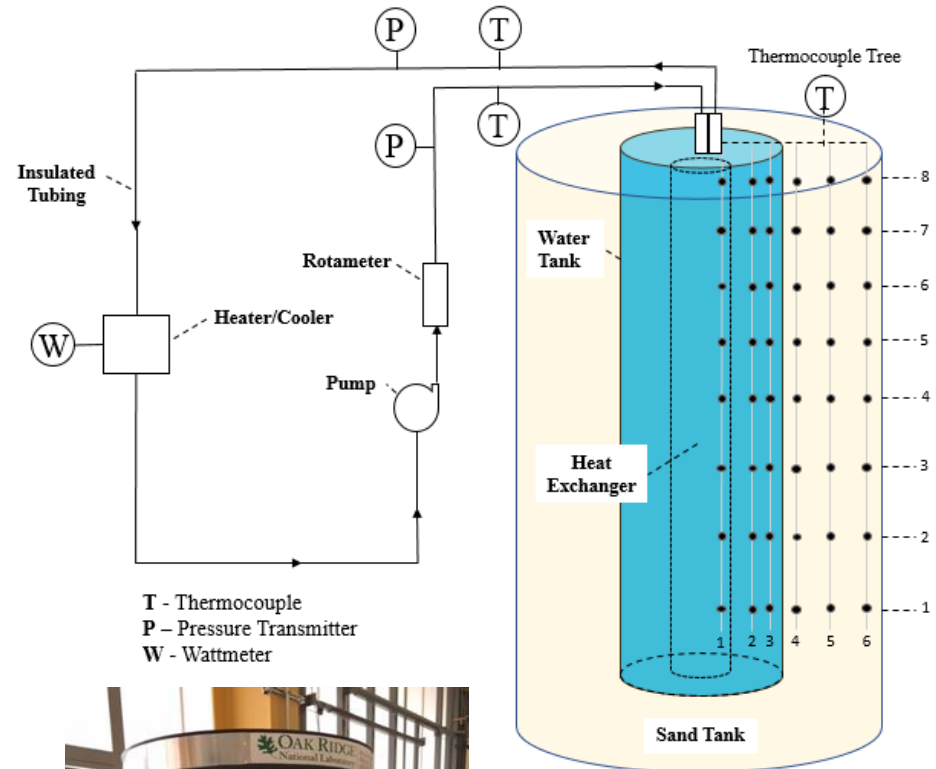 P
T
Thermocouple Tree
T
T
P
Insulated
Tubing
8
7
Water
Tank
Rotameter
6
Heater/Cooler
W
5
Pump
4
Heat
Exchanger
3
2
T - Thermocouple
P – Pressure Transmitter
W - Wattmeter
1
1 2 3 4 5 6
OAK RIDGE
National Laboratory
Sand Tank